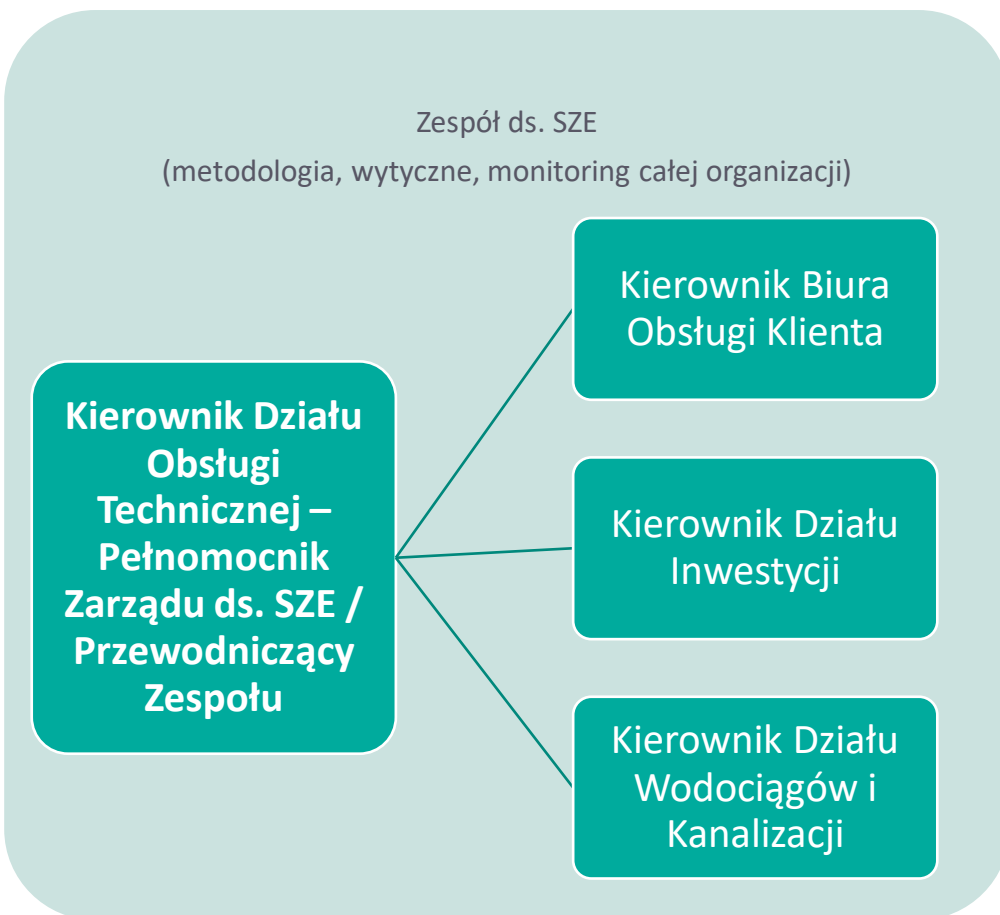 Zespół ds. SZE
(metodologia, wytyczne, monitoring całej organizacji)
Kierownik Działu
Obsługi
Technicznej –
Pełnomocnik
Zarządu ds. SZE /
Przewodniczący
Zespołu
Kierownik Biura
Obsługi Klienta
Kierownik Działu
Inwestycji
Kierownik Działu
Wodociągów i
Kanalizacji